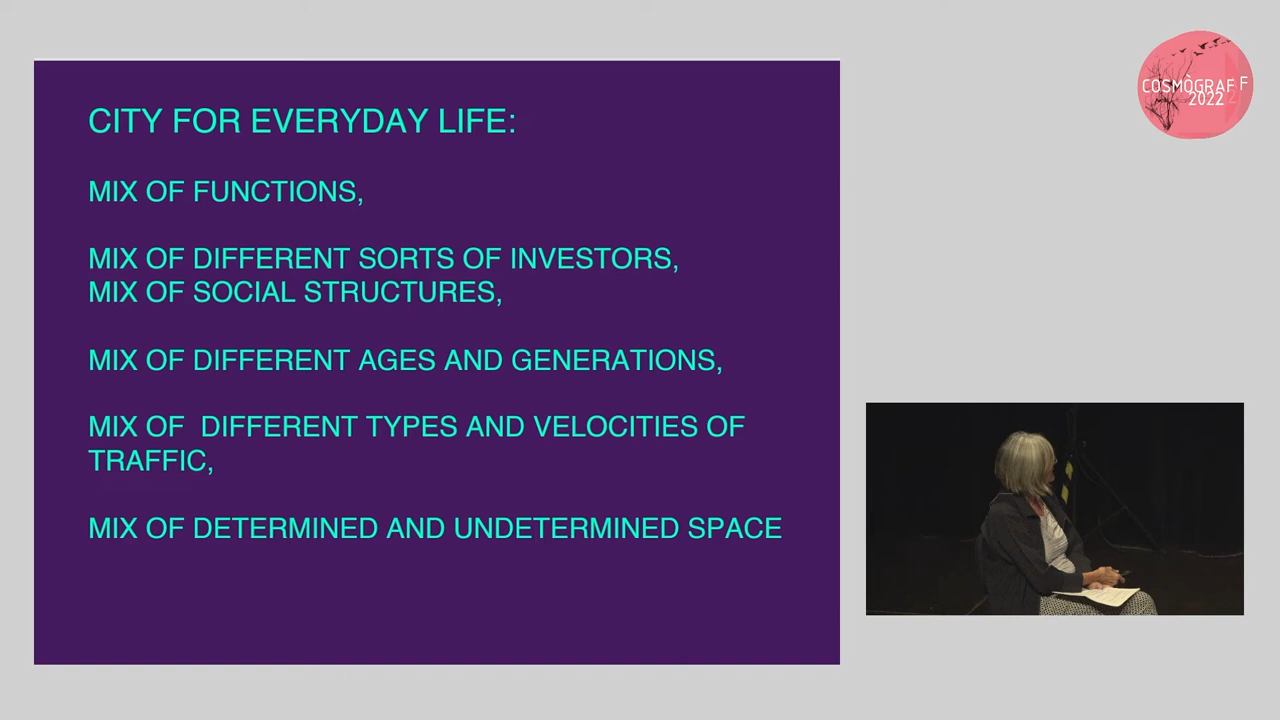 CITY FOR EVERYDAY LIFE:
MIX OF FUNCTIONS,
MIX OF DIFFERENT SORTS OF INVESTORS,
MIX OF SOCIAL STRUCTURES,
MIX OF DIFFERENT AGES AND GENERATIONS,
MIX OF  DIFFERENT TYPES AND VELOCITIES OF
TRAFFIC,
MIX OF DETERMINED AND UNDETERMINED SPACE
COSMÒGRAF F
2022